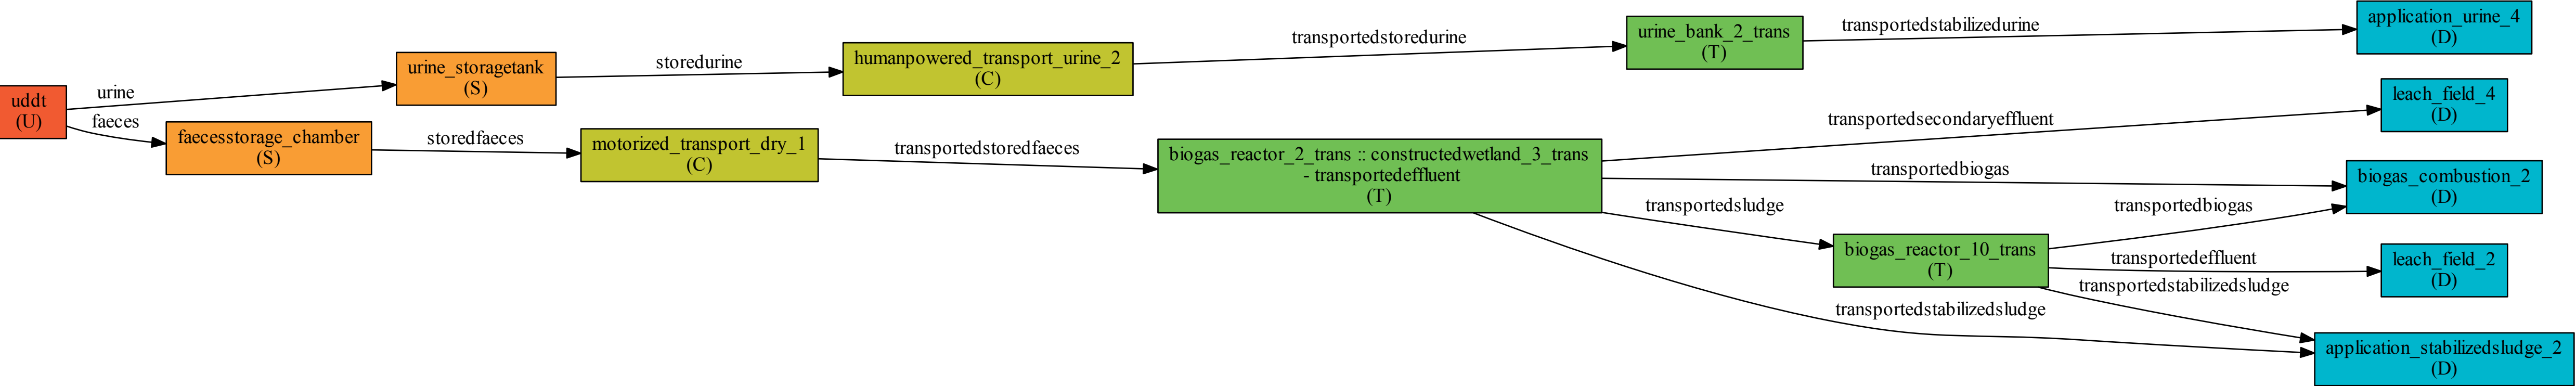 uddt
(U)
urine
faeces
urine_storagetank
(S)
faecesstorage_chamber
(S)
storedurine
storedfaeces
humanpowered_transport_urine_2
(C)
motorized_transport_dry_1
(C)
transportedstoredurine
transportedstoredfaeces
urine_bank_2_trans
(T)
biogas_reactor_2_trans :: constructedwetland_3_trans
- transportedeffluent
(T)
transportedstabilizedurine
transportedsecondaryeffluent
transportedbiogas
transportedsludge
transportedstabilizedsludge
biogas_reactor_10_trans
(T)
transportedbiogas
transportedeffluent
transportedstabilizedsludge
application_urine_4
(D)
leach_field_4
(D)
biogas_combustion_2
(D)
leach_field_2
(D)
application_stabilizedsludge_2
(D)